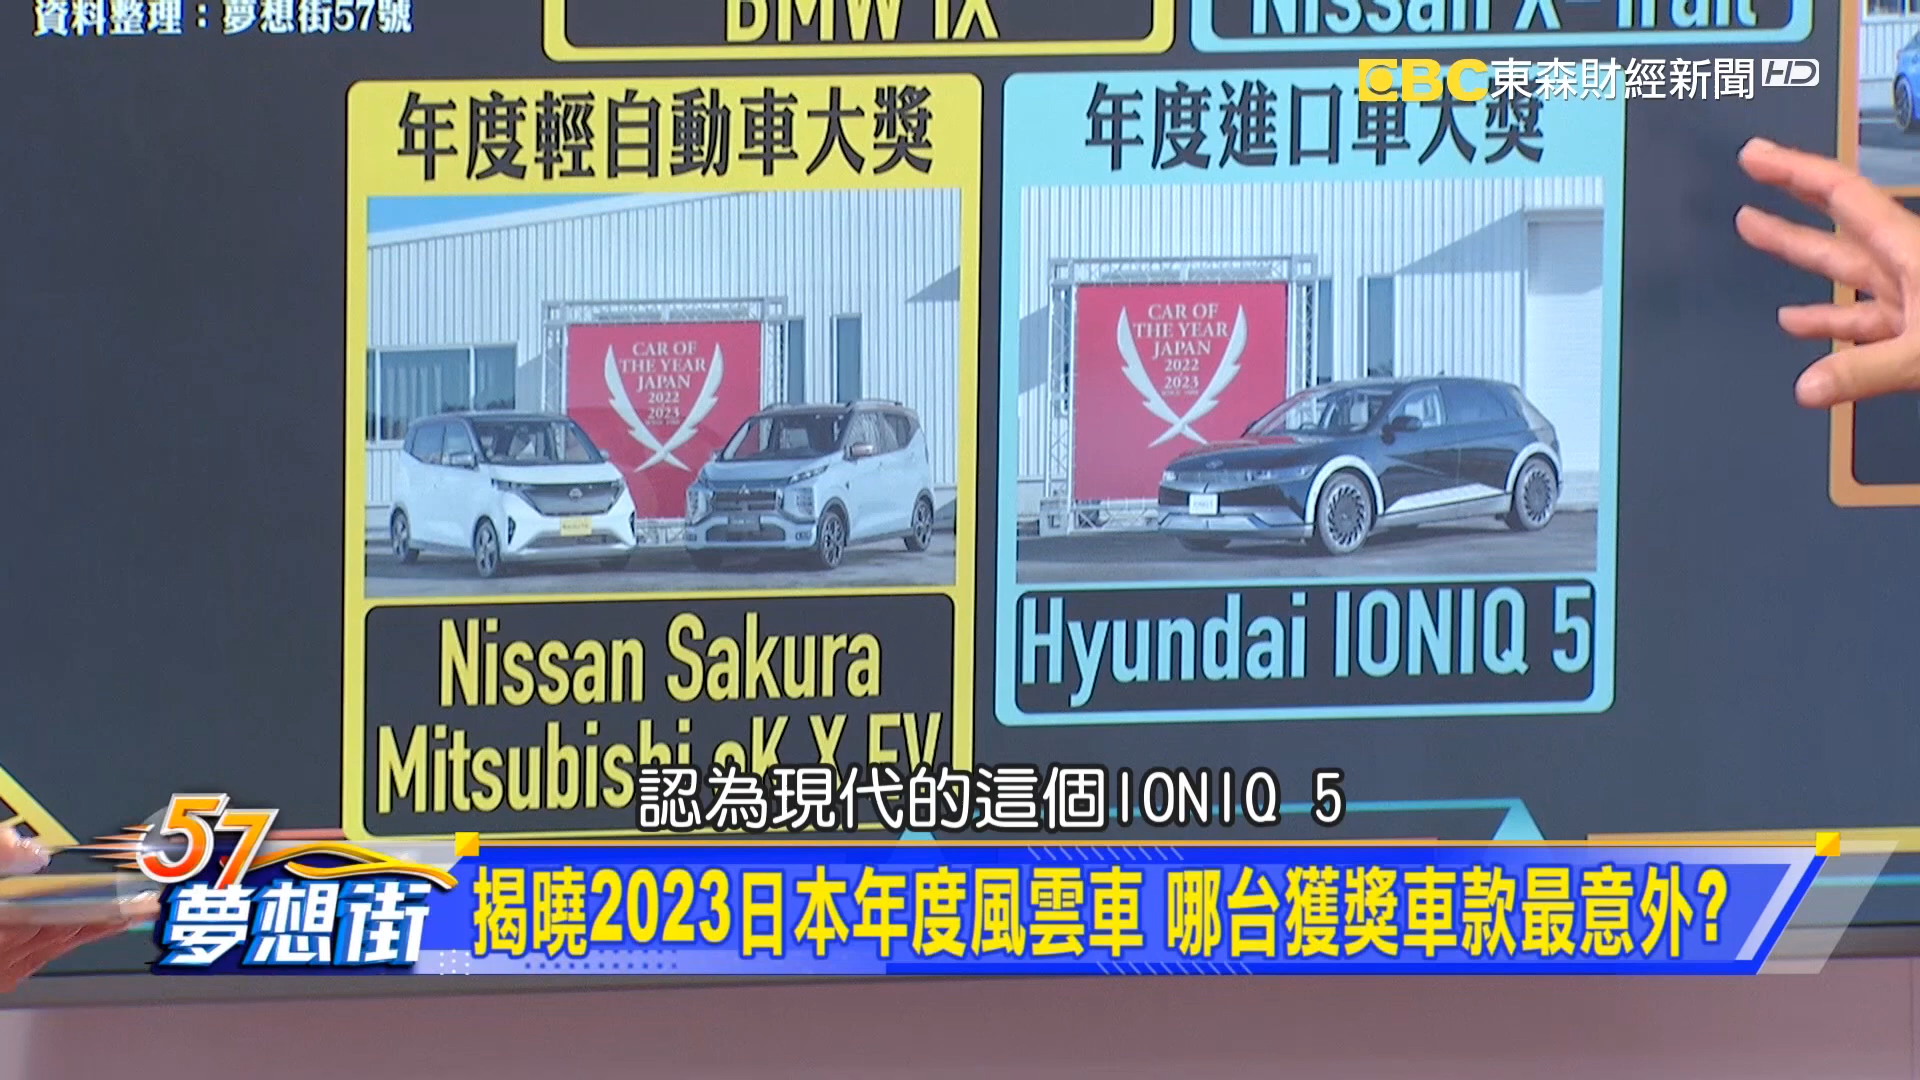 資料整理：夢想街57號
BMW iX
Nissan X-Trail
EBC東森財經新聞HD
年度輕自動車大獎
年度進口車大獎
CAR OF
THE YEAR
JAPAN
2022
2023
CAR OF
THE YEAR
JAPAN
2022
2023
Nissan Sakura
Mitsubishi eK X EV
Hyundai IONIQ 5
認為現代的這個IONIQ 5
57
夢想街
揭曉2023日本年度風雲車 哪台獲獎車款最意外?